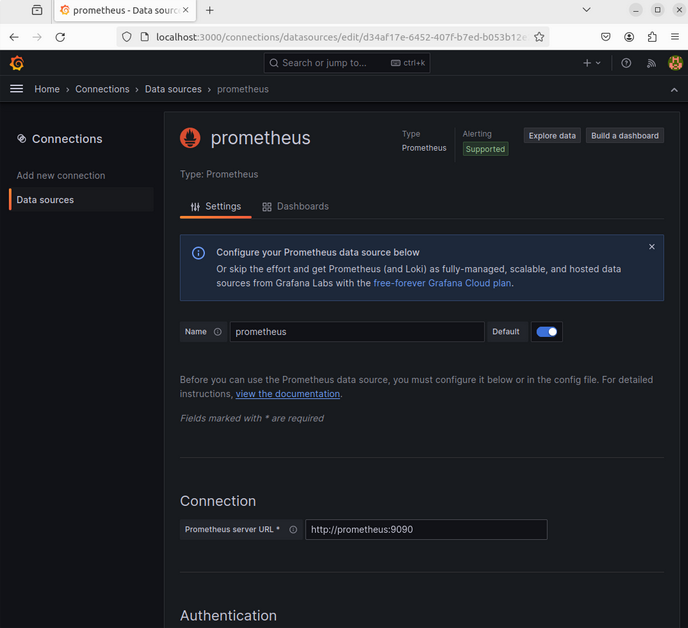 prometheus - Data sourc
localhost:3000/connections/datasources/edit/d34af17e-6452-407f-b7ed-b053b12e
Search or jump to...
ctrl+k
Home
Connections
Data sources
prometheus
Connections
Add new connection
Data sources
prometheus
Type
Prometheus
Alerting
Supported
Explore data
Build a dashboard
Type: Prometheus
Settings
Dashboards
Configure your Prometheus data source below
Or skip the effort and get Prometheus (and Loki) as fully-managed, scalable, and hosted data
sources from Grafana Labs with the free-forever Grafana Cloud plan.
Name
prometheus
Default
Before you can use the Prometheus data source, you must configure it below or in the config file. For detailed
instructions, view the documentation.
Fields marked with * are required
Connection
Prometheus server URL *
http://prometheus:9090
Authentication